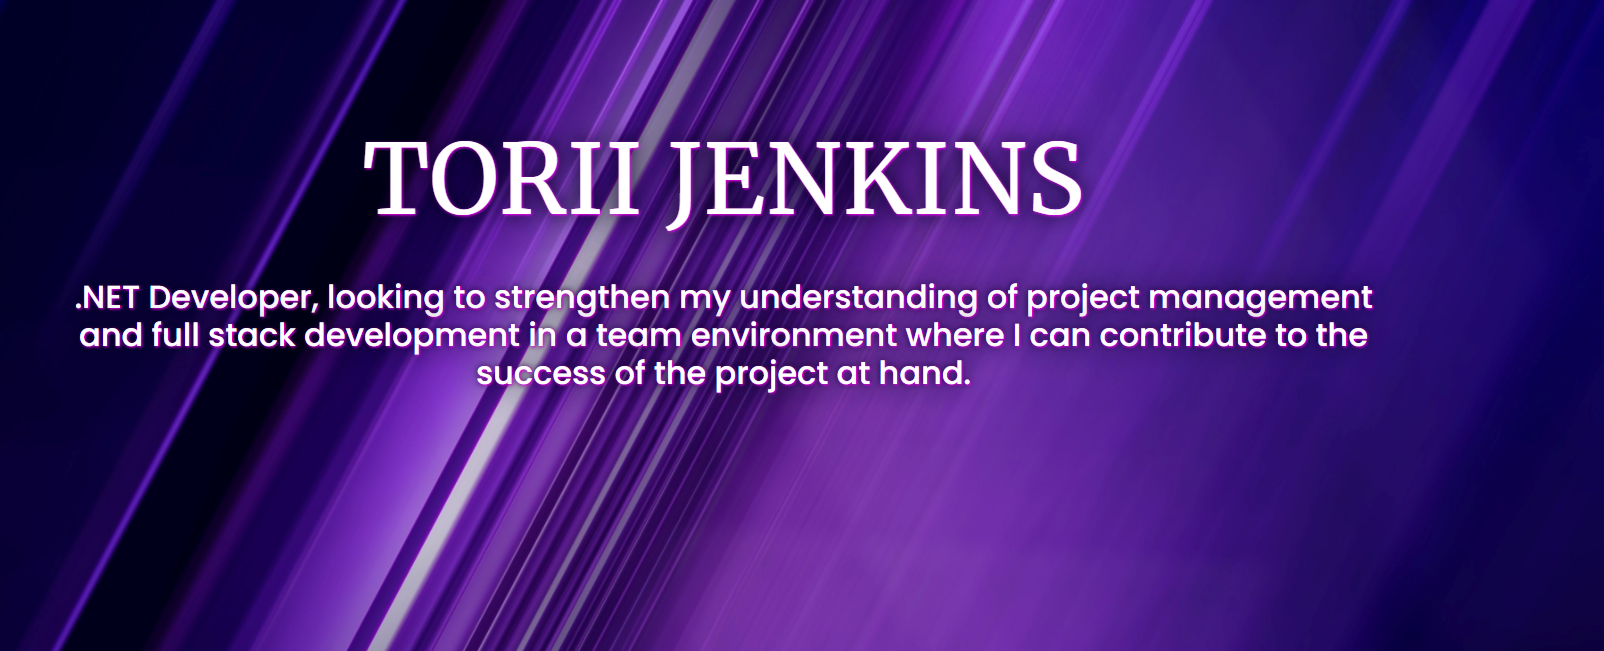 TORII JENKINS
.NET Developer, looking to strengthen my understanding of project management
and full stack development in a team environment where I can contribute to the
success of the project at hand.